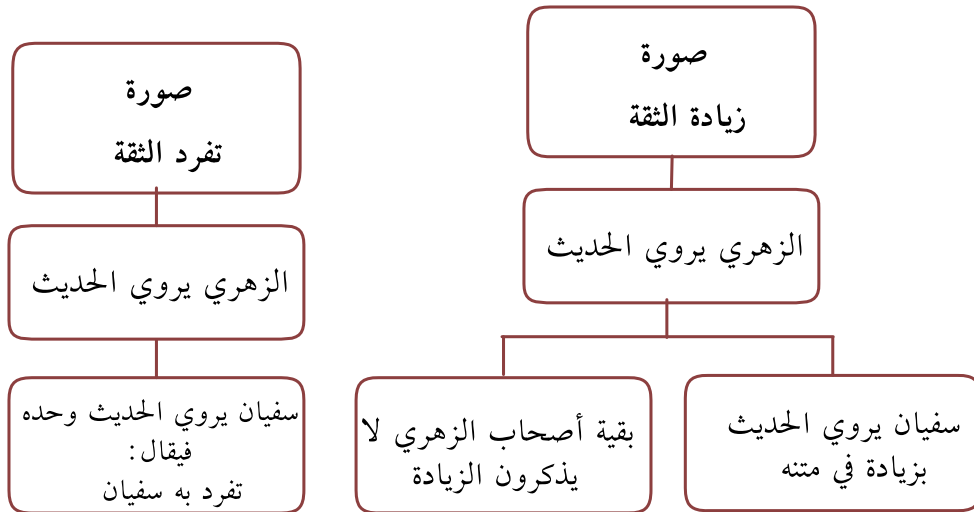 صورة
زيادة الثقة
الزهري يروي الحديث
سفيان يروي الحديث
بزيادة في متنه
بقية أصحاب الزهري لا
يذكرون الزيادة
صورة
تفرد الثقة
الزهري يروي الحديث
سفيان يروي الحديث وحده
فيقال:
تفرد به سفيان